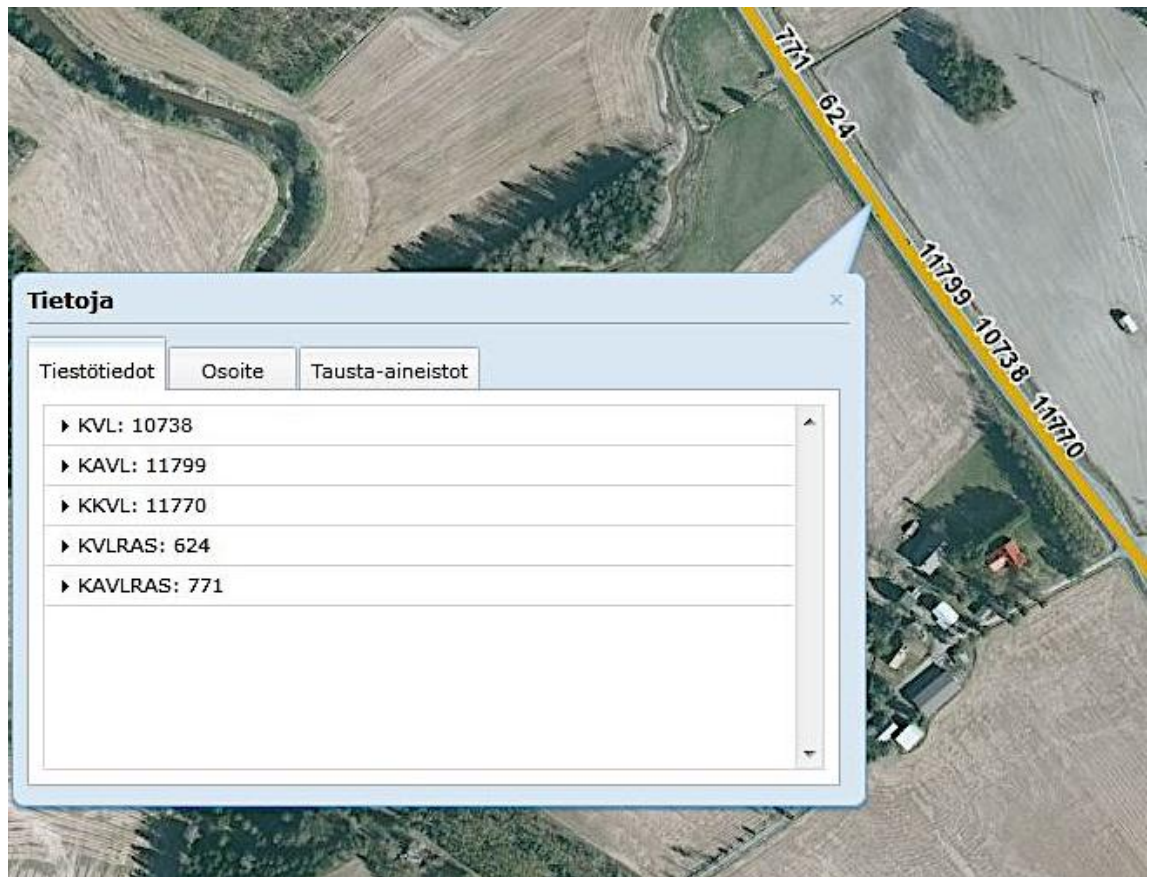 771
624
11799
10738
11770
Tietoja
×
Tiestötiedot Osoite Tausta-aineistot
KVL: 10738
KAVL: 11799
KKVL: 11770
KVLRAS: 624
KAVLRAS: 771